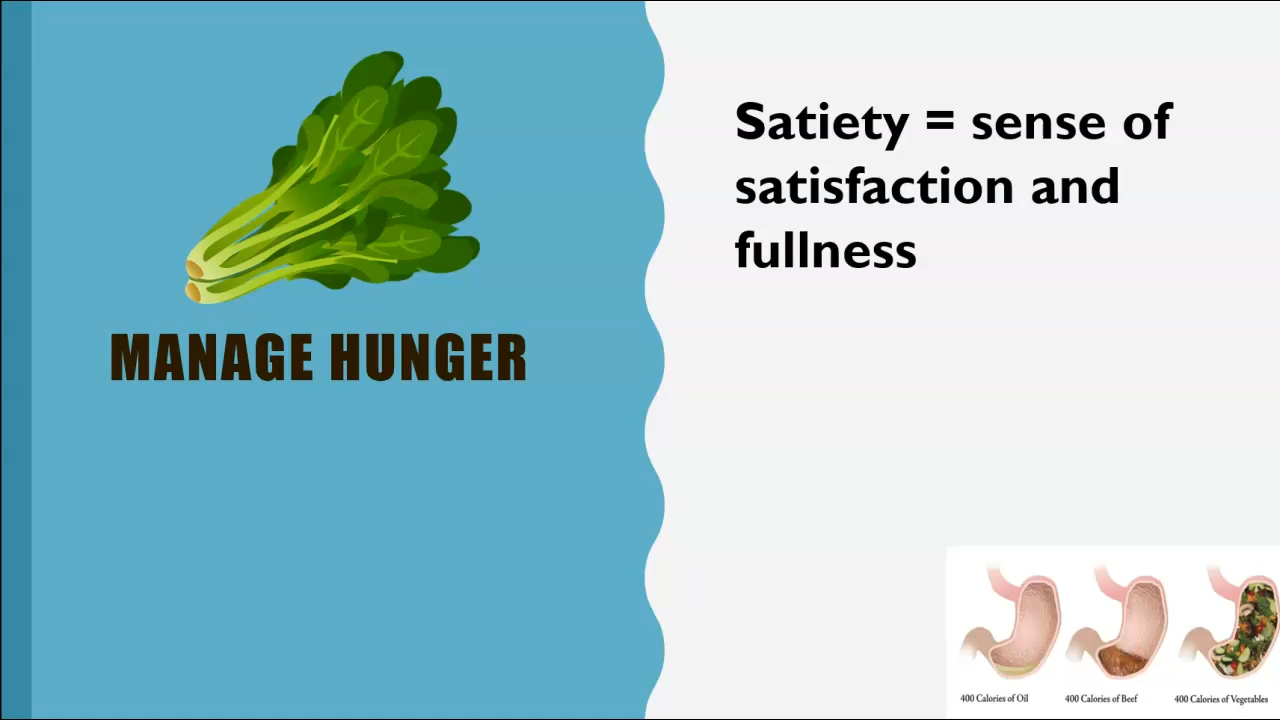 MANAGE HUNGER
Satiety = sense of
satisfaction and
fullness
400 Calories of Oil
400 Calories of Beef
400 Calories of Vegetables